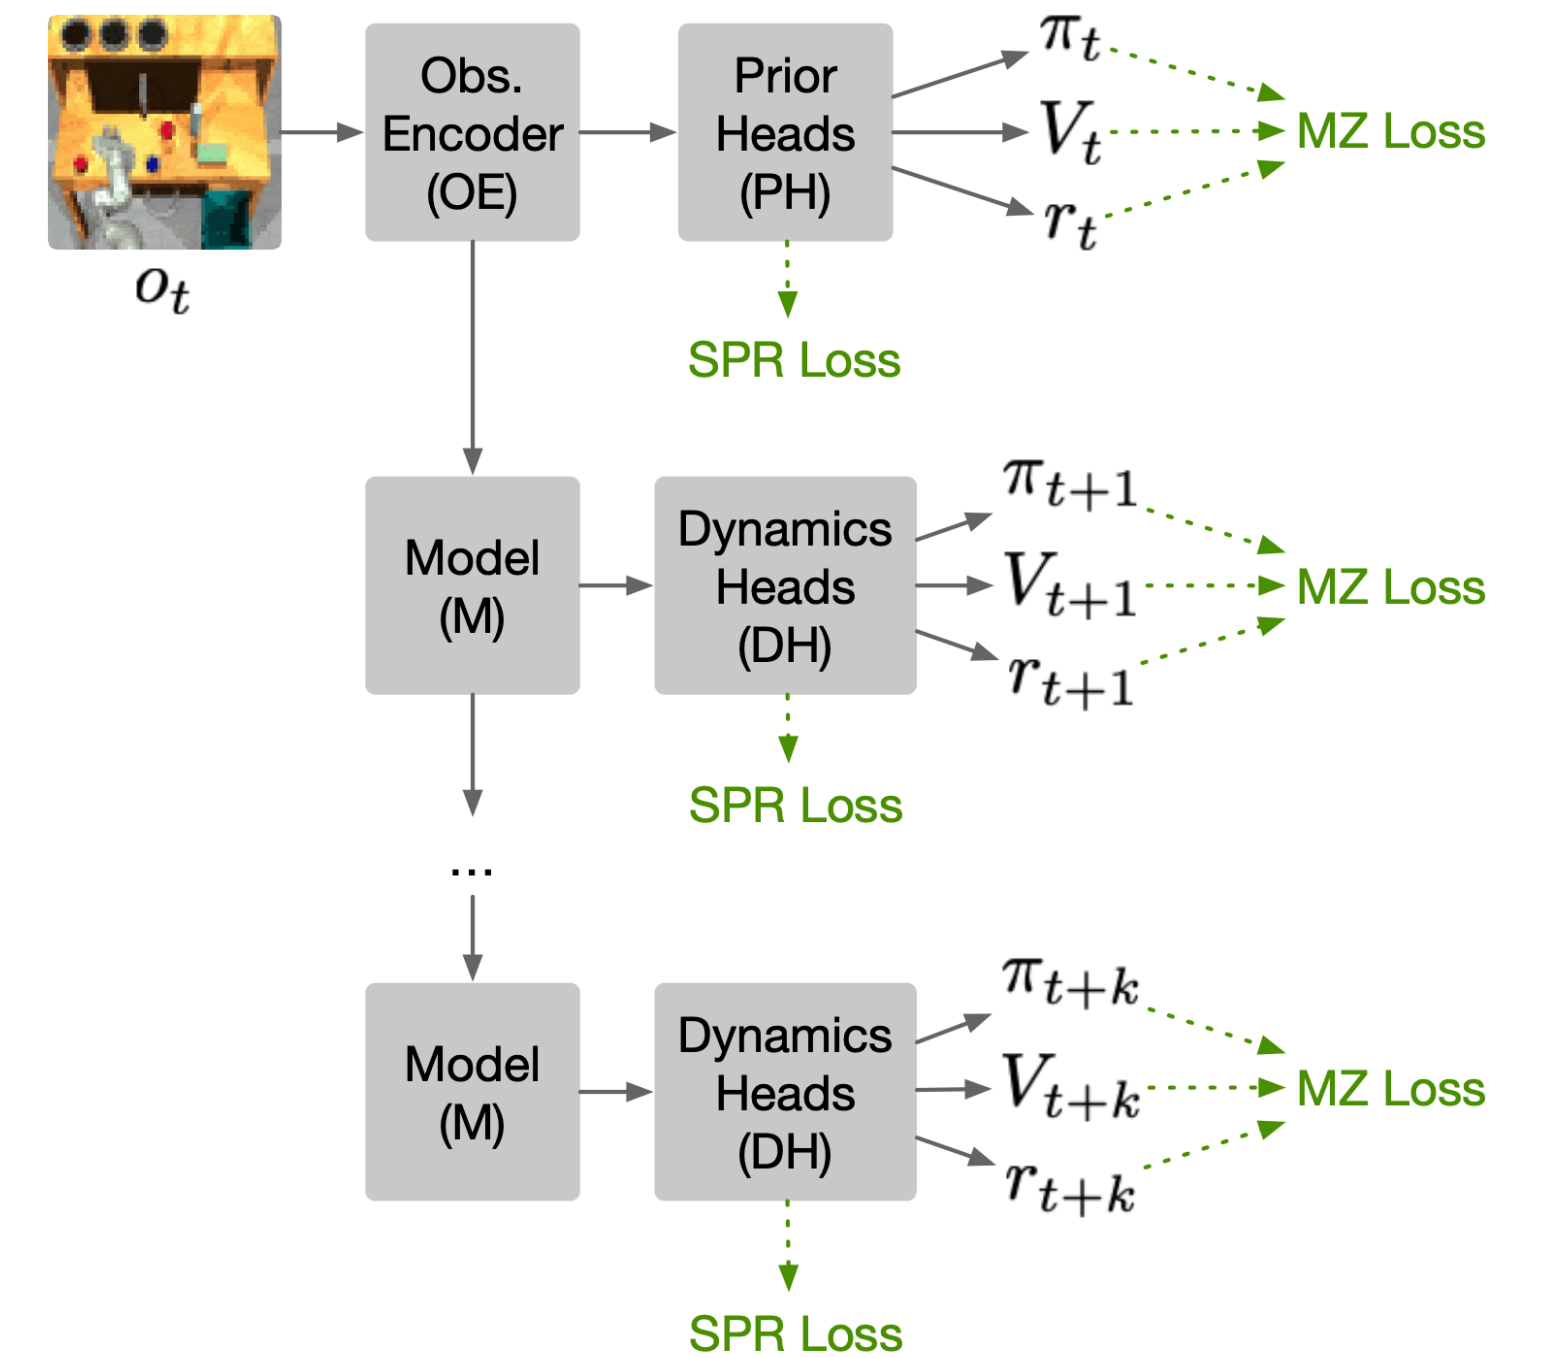 Obs.
Encoder
(OE)
Prior
Heads
(PH)
π_t
V_t
r_t
MZ Loss
o_t
SPR Loss
Model
(M)
Dynamics
Heads
(DH)
π_{t+1}
V_{t+1}
r_{t+1}
MZ Loss
SPR Loss
...
Model
(M)
Dynamics
Heads
(DH)
π_{t+k}
V_{t+k}
r_{t+k}
MZ Loss
SPR Loss